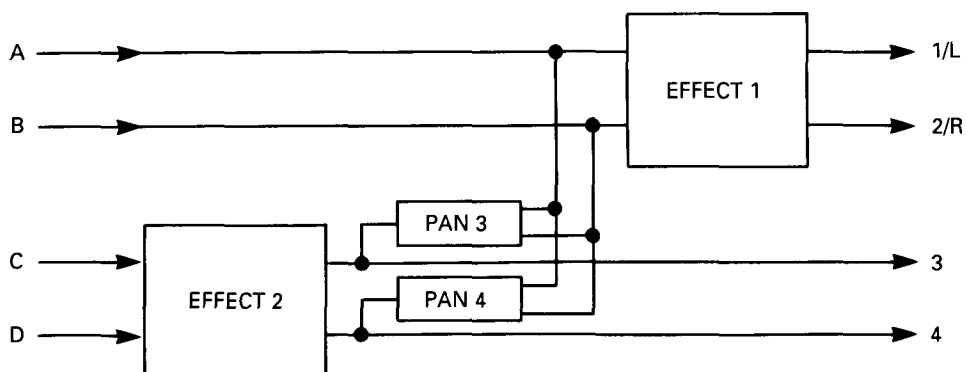 A
B
C
D
EFFECT 1
EFFECT 2
PAN 3
PAN 4
1/L
2/R
3
4